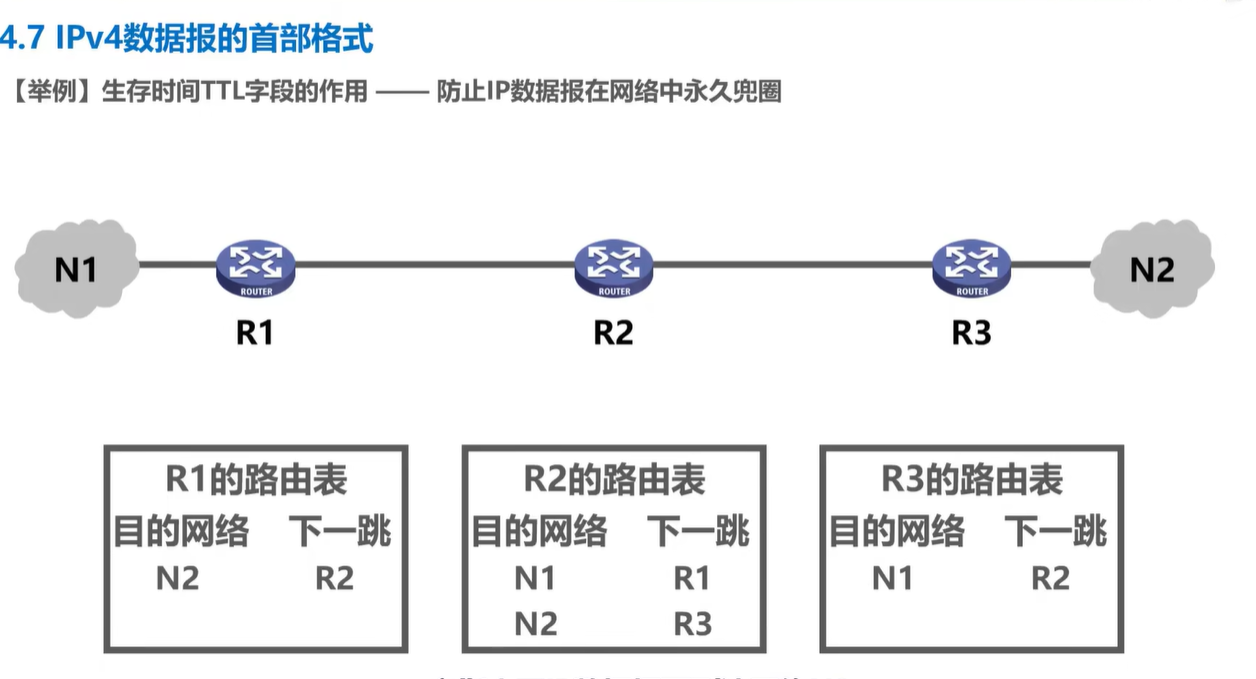 4.7 IPv4数据报的首部格式
【举例】生存时间TTL字段的作用 —— 防止IP数据报在网络中永久兜圈
N1
ROUTER
ROUTER
ROUTER
N2
R1
R2
R3
R1的路由表
目的网络 下一跳
N2 R2
R2的路由表
目的网络 下一跳
N1 R1
N2 R3
R3的路由表
目的网络 下一跳
N1 R2